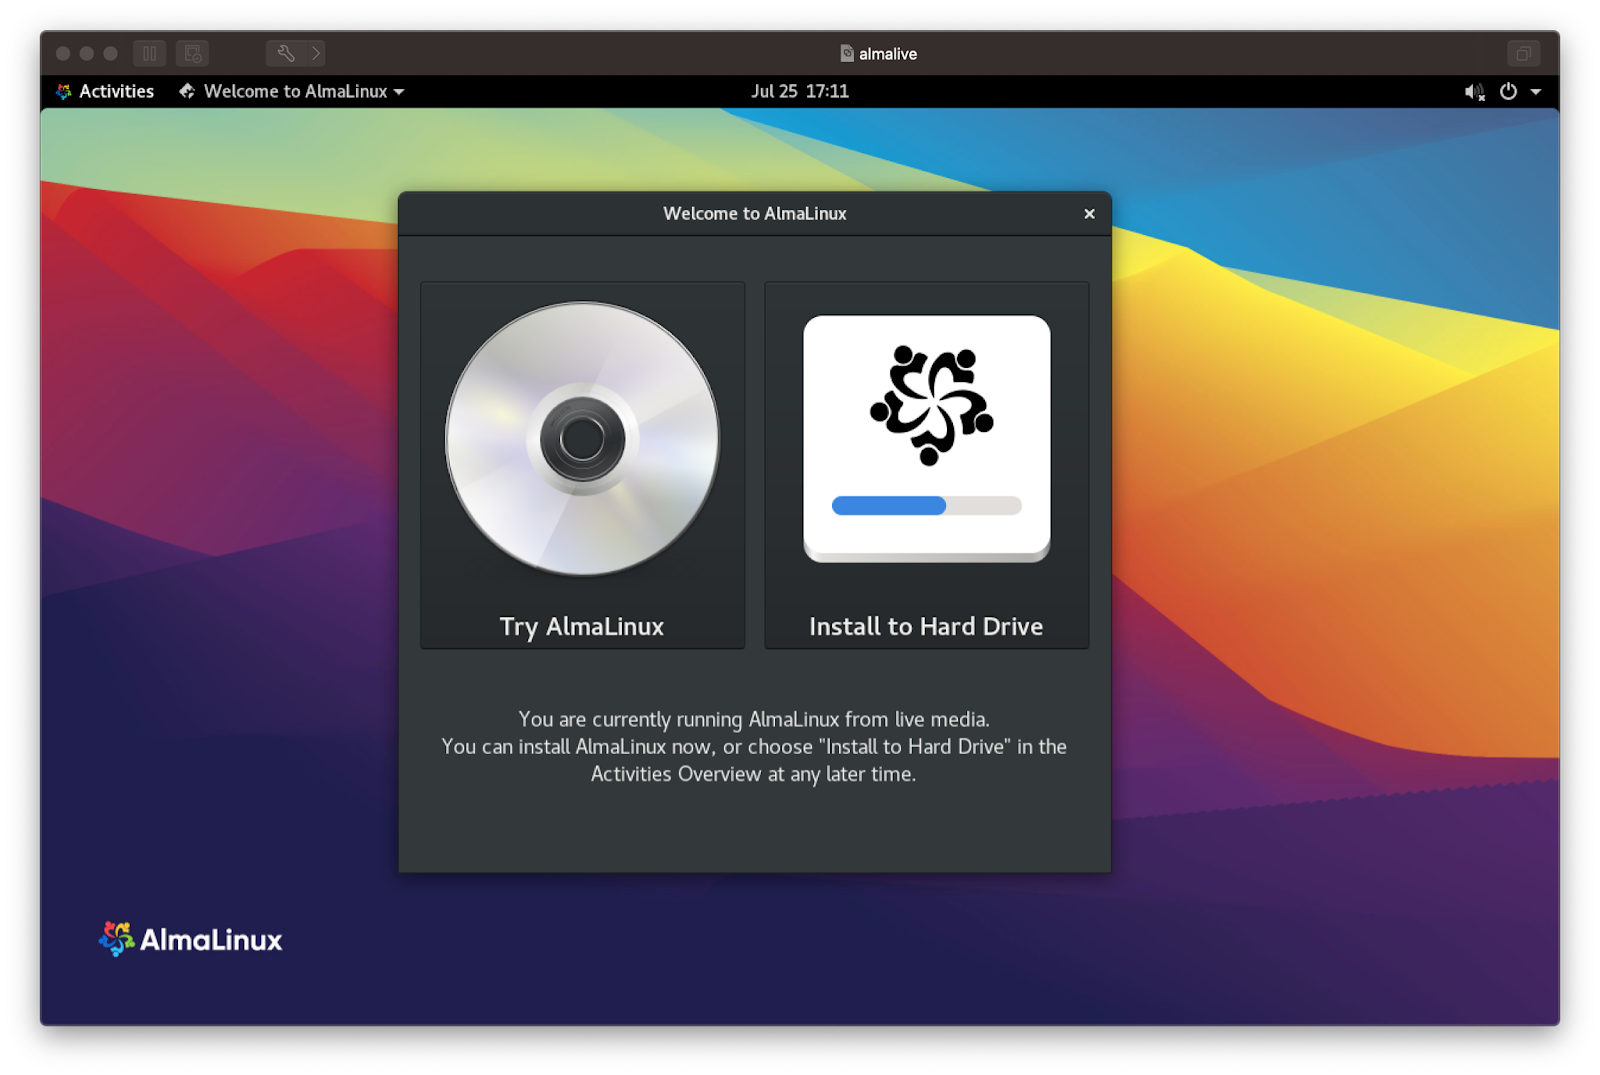 almalive
Activities Welcome to AlmaLinux Jul 25 17:11
Welcome to AlmaLinux
Try AlmaLinux
Install to Hard Drive
You are currently running AlmaLinux from live media.
You can install AlmaLinux now, or choose "Install to Hard Drive" in the
Activities Overview at any later time.
AlmaLinux